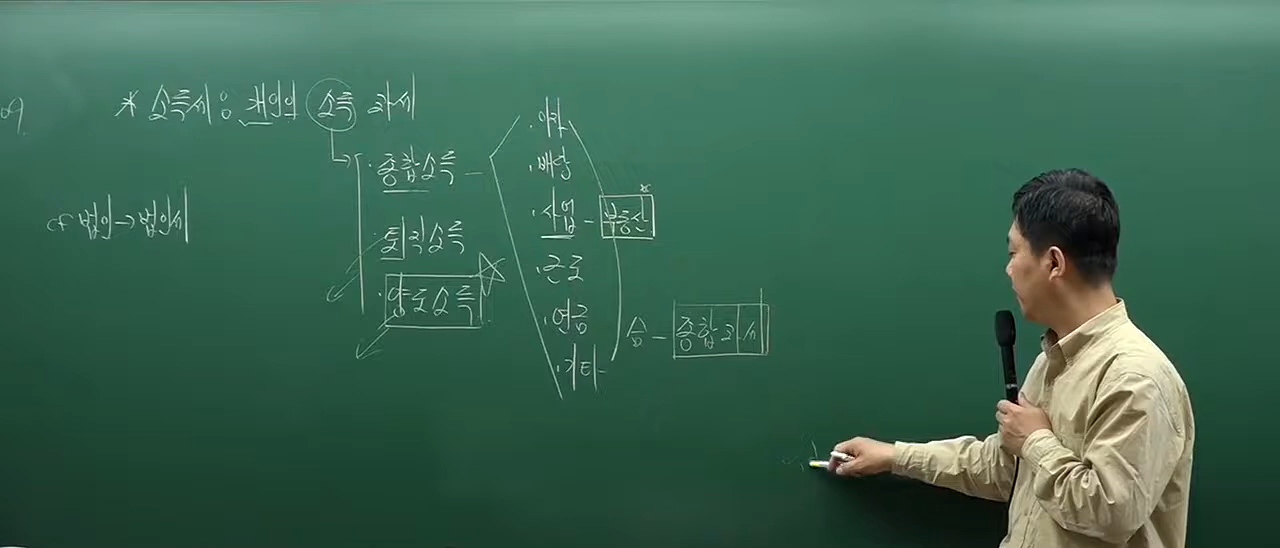 * 소득세 : 개인의 소득 과세
· 종합소득 -
· 퇴직소득
· 양도소득
· 이자
· 배당
· 사업 - 부동산 *
· 근로
· 연금
· 기타
合 - 종합과세
cf 법인 → 법인세